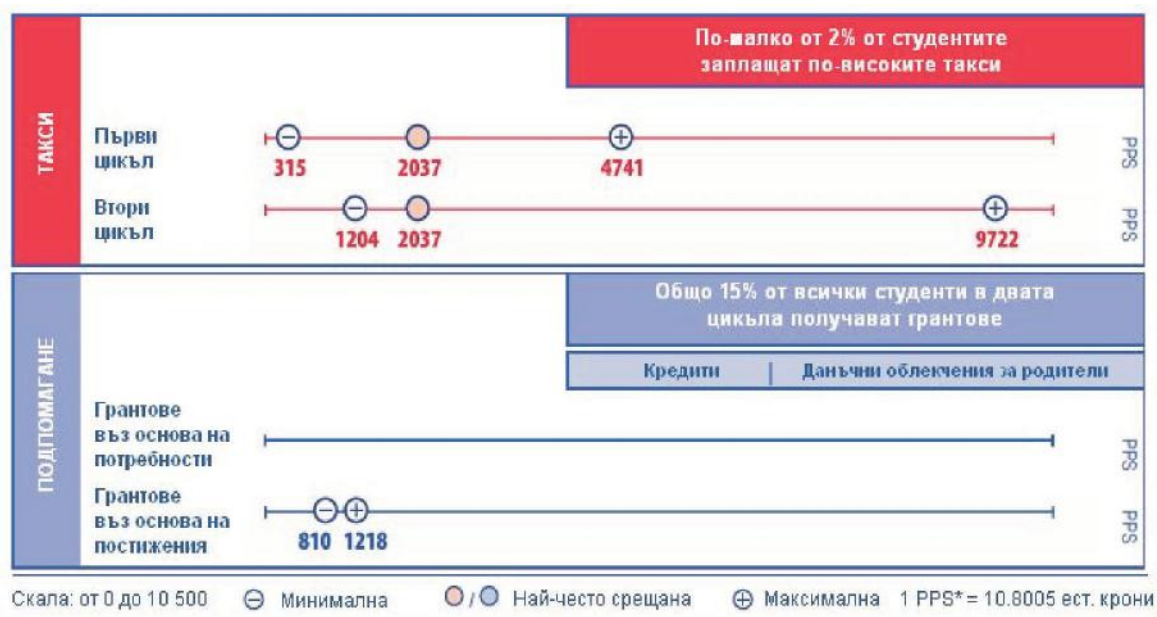 ТАКСИ
По-малко от 2% от студентите
заплащат по-високите такси
Първи
цикъл
315
2037
4741
PPS
Втори
цикъл
1204
2037
9722
PPS
ПОДПОМАГАНЕ
Общо 15% от всички студенти в двата
цикъла получават грантове
Кредити | Данъчни облекчения за родители
Грантове
въз основа на
потребности
PPS
Грантове
въз основа на
постижения
810
1218
PPS
Скала: от 0 до 10 500 Минимална / Най-често срещана Максимална 1 PPS* = 10.8005 ест. крони